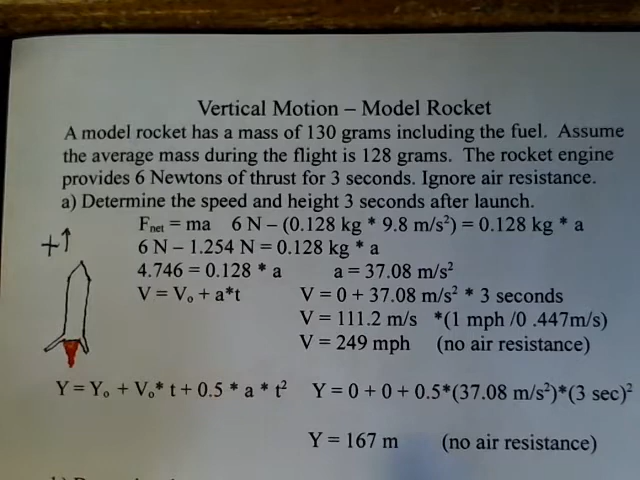 Vertical Motion – Model Rocket
A model rocket has a mass of 130 grams including the fuel. Assume
the average mass during the flight is 128 grams. The rocket engine
provides 6 Newtons of thrust for 3 seconds. Ignore air resistance.
a) Determine the speed and height 3 seconds after launch.
Fnet = ma 6 N – (0.128 kg * 9.8 m/s²) = 0.128 kg * a
+↑
6 N – 1.254 N = 0.128 kg * a
4.746 = 0.128 * a a = 37.08 m/s²
V = Vo + a*t V = 0 + 37.08 m/s² * 3 seconds
V = 111.2 m/s *(1 mph /0 .447m/s)
V = 249 mph (no air resistance)
Y = Yo + Vo* t + 0.5 * a * t² Y = 0 + 0 + 0.5*(37.08 m/s²)*(3 sec)²
Y = 167 m (no air resistance)